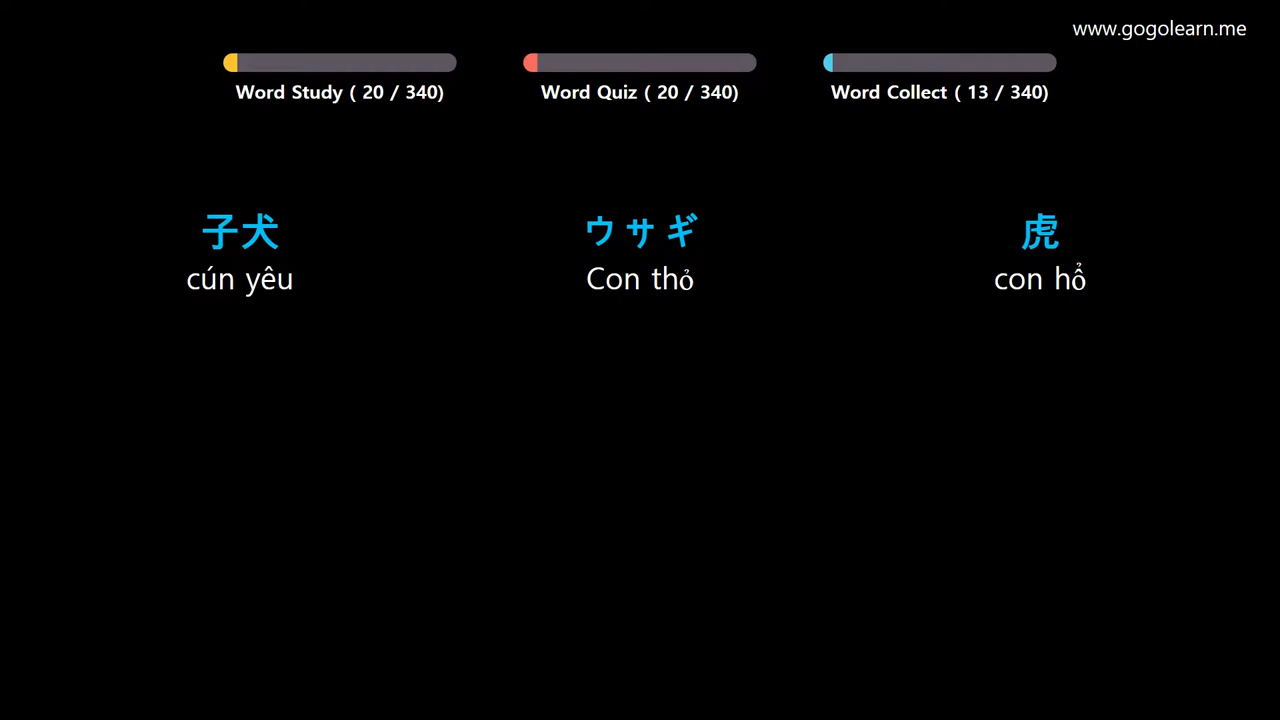 www.gogolearn.me
Word Study ( 20 / 340)
Word Quiz ( 20 / 340)
Word Collect ( 13 / 340)
子犬
cún yêu
ウサギ
Con thỏ
虎
con hổ